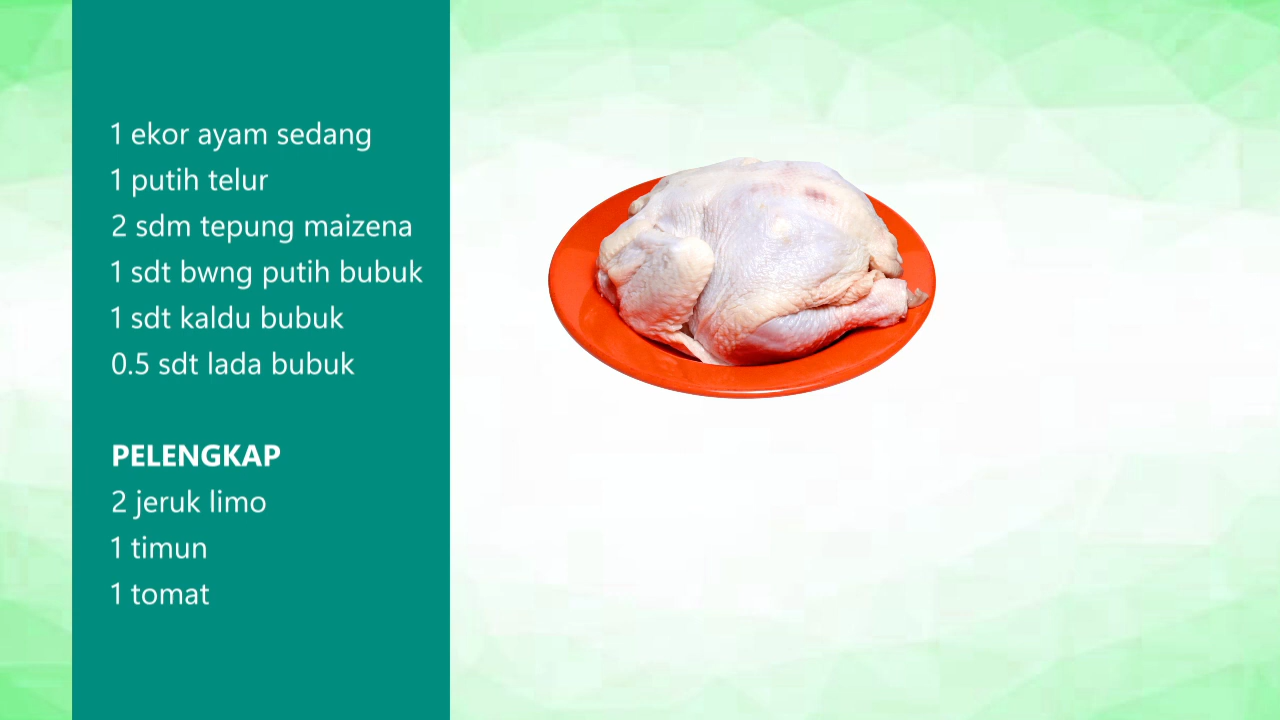 1 ekor ayam sedang
1 putih telur
2 sdm tepung maizena
1 sdt bwng putih bubuk
1 sdt kaldu bubuk
0.5 sdt lada bubuk
PELENGKAP
2 jeruk limo
1 timun
1 tomat